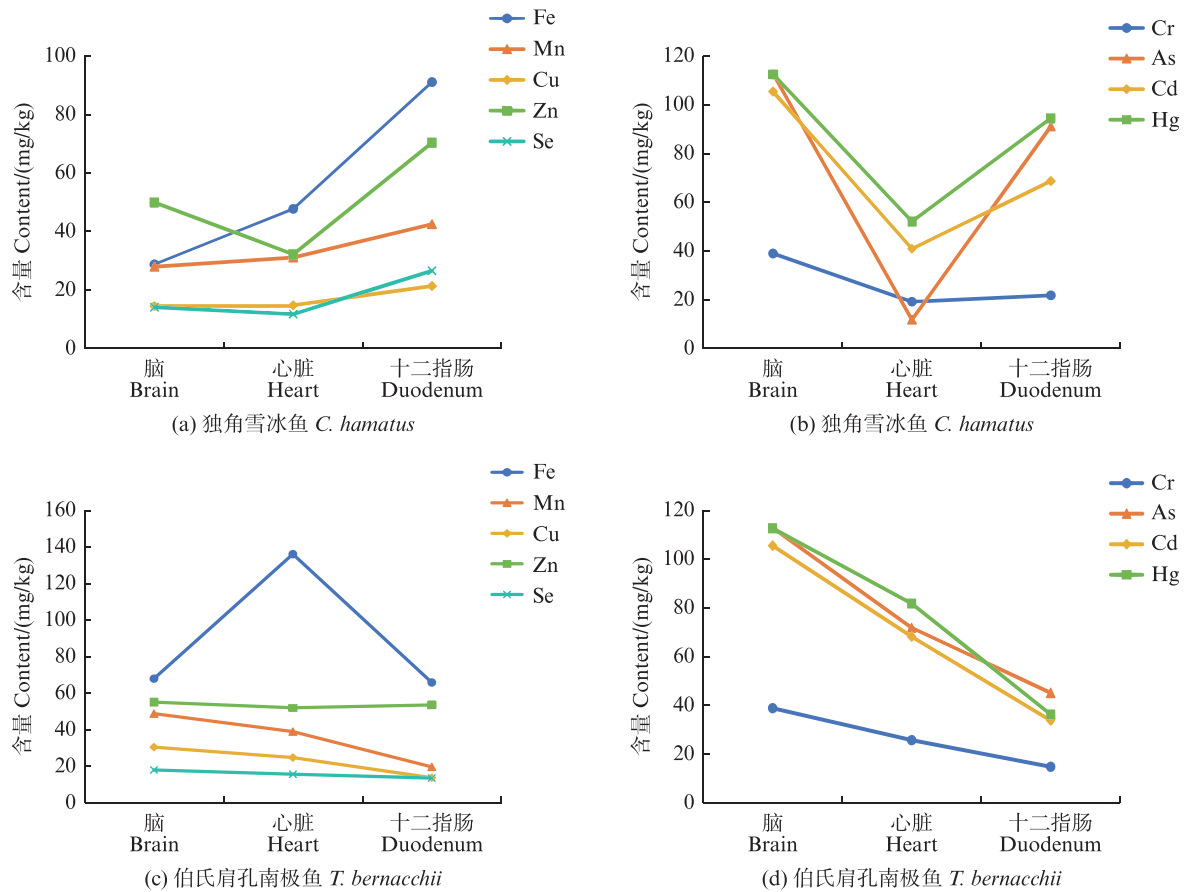 Fe
Mn
Cu
Zn
Se
100
80
60
40
20
0
含量 Content/(mg/kg)
脑 心脏 十二指肠
Brain Heart Duodenum
(a) 独角雪冰鱼 C. hamatus
Cr
As
Cd
Hg
120
100
80
60
40
20
0
含量 Content/(mg/kg)
脑 心脏 十二指肠
Brain Heart Duodenum
(b) 独角雪冰鱼 C. hamatus
Fe
Mn
Cu
Zn
Se
160
140
120
100
80
60
40
20
0
含量 Content/(mg/kg)
脑 心脏 十二指肠
Brain Heart Duodenum
(c) 伯氏肩孔南极鱼 T. bernacchii
Cr
As
Cd
Hg
120
100
80
60
40
20
0
含量 Content/(mg/kg)
脑 心脏 十二指肠
Brain Heart Duodenum
(d) 伯氏肩孔南极鱼 T. bernacchii